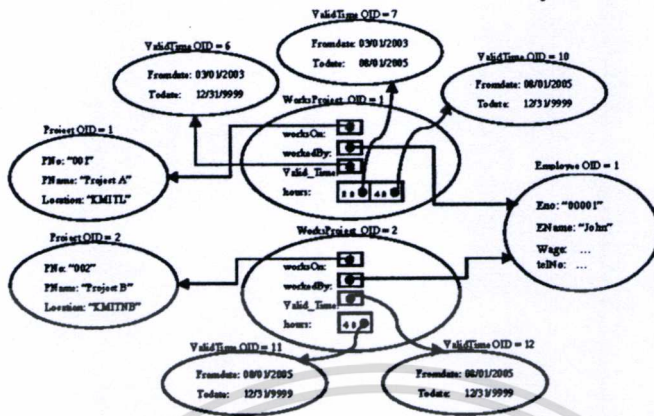 ValidTime OID = 7
Fromdate: 03/01/2003
Todate: 08/01/2005
ValidTime OID = 6
Fromdate: 03/01/2003
Todate: 12/31/9999
ValidTime OID = 10
Fromdate: 08/01/2005
Todate: 12/31/9999
WorksProject OID = 1
worksOn:
workedBy:
Valid_Time:
hours:
40
Project OID = 1
PNo: "001"
PName: "Project A"
Location: "KMITL"
Employee OID = 1
Eno: "00001"
EName: "John"
Wage: ...
telNo: ...
Project OID = 2
PNo: "002"
PName: "Project B"
Location: "KMITNB"
WorksProject OID = 2
worksOn:
workedBy:
Valid_Time:
hours:
40
ValidTime OID = 11
Fromdate: 08/01/2005
Todate: 12/31/9999
ValidTime OID = 12
Fromdate: 08/01/2005
Todate: 12/31/9999